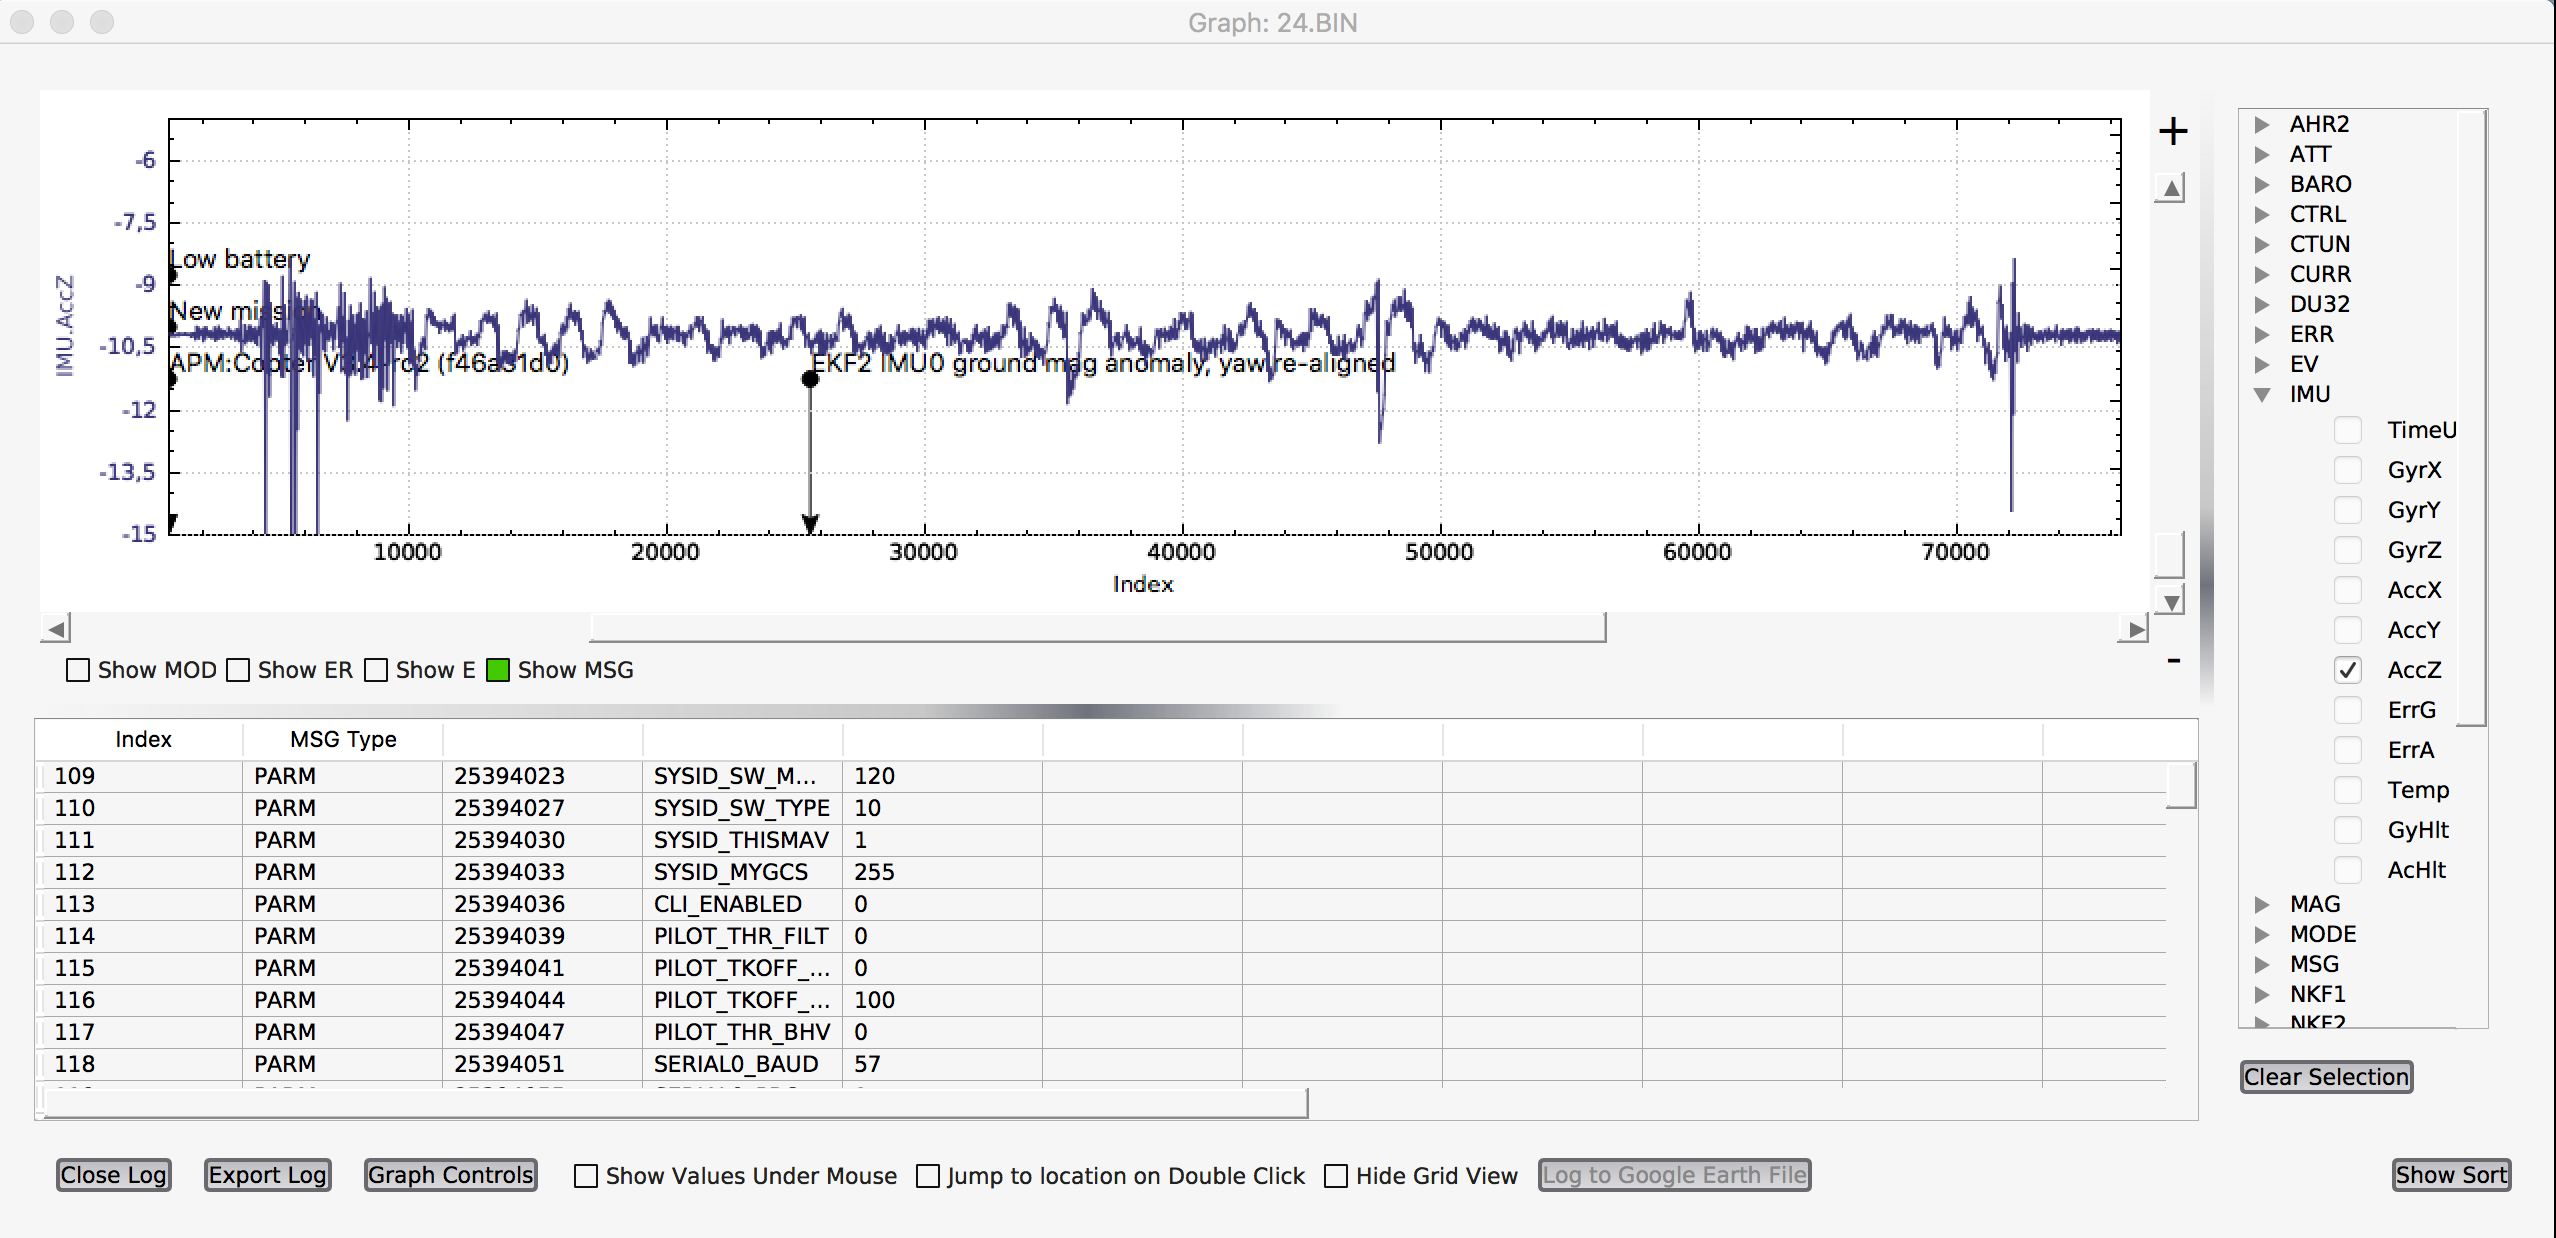 Graph: 24.BIN
IMU.AccZ
-6
-7,5
-9
-10,5
-12
-13,5
-15
Low battery
New mission
APM:Copter V3.4-rc2 (f46a31d0)
EKF2 IMU0 ground mag anomaly, yaw re-aligned
10000 20000 30000 40000 50000 60000 70000
Index
+
-
Show MOD Show ER Show E Show MSG
Index MSG Type
109 PARM 25394023 SYSID_SW_M... 120
110 PARM 25394027 SYSID_SW_TYPE 10
111 PARM 25394030 SYSID_THISMAV 1
112 PARM 25394033 SYSID_MYGCS 255
113 PARM 25394036 CLI_ENABLED 0
114 PARM 25394039 PILOT_THR_FILT 0
115 PARM 25394041 PILOT_TKOFF_... 0
116 PARM 25394044 PILOT_TKOFF_... 100
117 PARM 25394047 PILOT_THR_BHV 0
118 PARM 25394051 SERIAL0_BAUD 57
AHR2
ATT
BARO
CTRL
CTUN
CURR
DU32
ERR
EV
IMU
TimeU
GyrX
GyrY
GyrZ
AccX
AccY
AccZ
ErrG
ErrA
Temp
GyHlt
AcHlt
MAG
MODE
MSG
NKF1
NKF2
Clear Selection
Close Log Export Log Graph Controls Show Values Under Mouse Jump to location on Double Click Hide Grid View Log to Google Earth File Show Sort